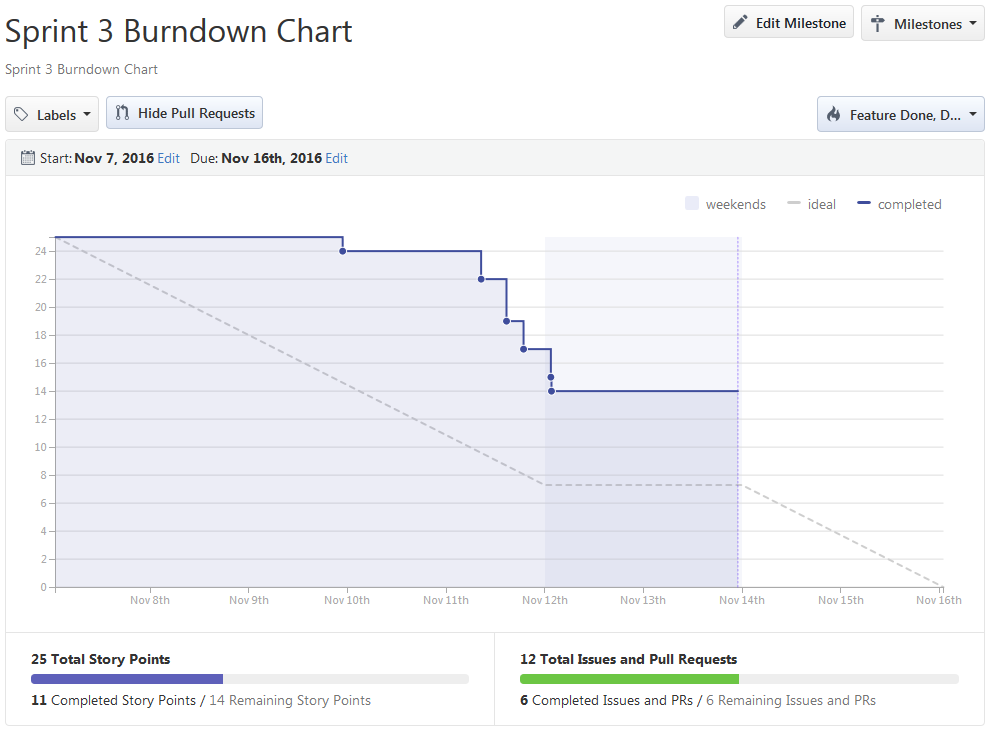 Sprint 3 Burndown Chart
Edit Milestone
Milestones
Sprint 3 Burndown Chart
Labels
Hide Pull Requests
Feature Done, D...
Start: Nov 7, 2016 Edit Due: Nov 16th, 2016 Edit
weekends ideal completed
24
22
20
18
16
14
12
10
8
6
4
2
0
Nov 8th Nov 9th Nov 10th Nov 11th Nov 12th Nov 13th Nov 14th Nov 15th Nov 16th
25 Total Story Points
11 Completed Story Points / 14 Remaining Story Points
12 Total Issues and Pull Requests
6 Completed Issues and PRs / 6 Remaining Issues and PRs